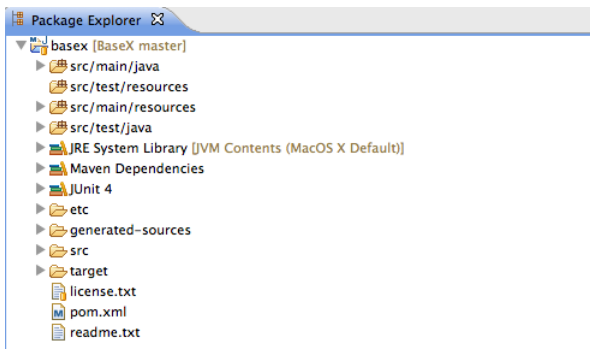 Package Explorer
basex [BaseX master]
src/main/java
src/test/resources
src/main/resources
src/test/java
JRE System Library [JVM Contents (MacOS X Default)]
Maven Dependencies
JUnit 4
etc
generated-sources
src
target
license.txt
pom.xml
readme.txt